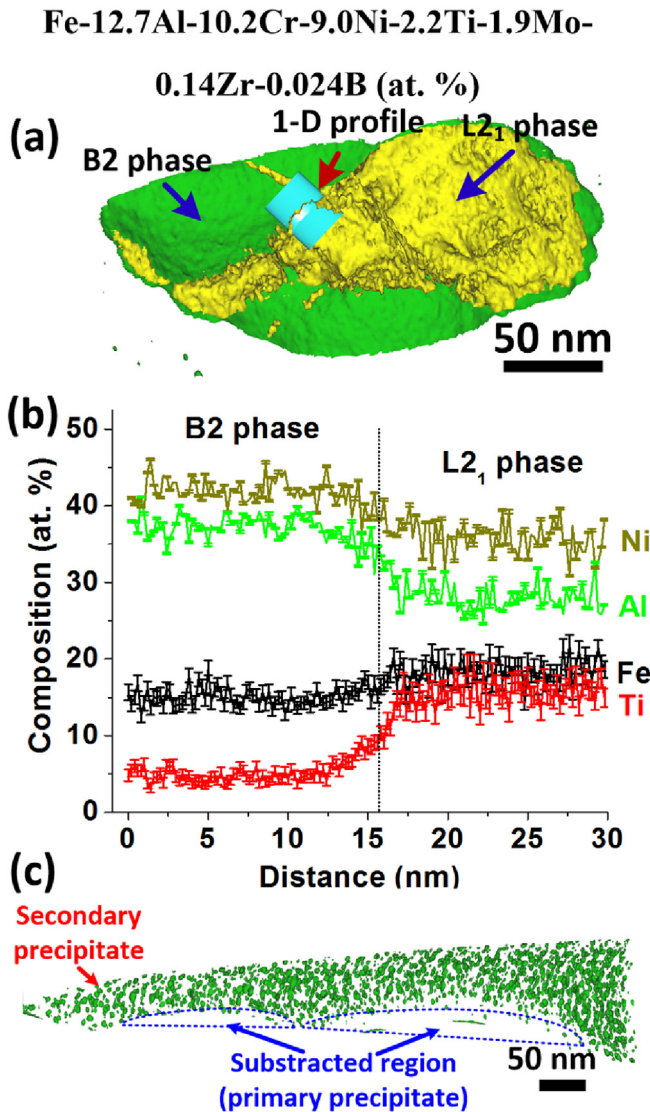 Fe-12.7Al-10.2Cr-9.0Ni-2.2Ti-1.9Mo-
0.14Zr-0.024B (at. %)
(a)
1-D profile
L2₁ phase
B2 phase
50 nm
(b)
50
40
30
20
10
0
Composition (at. %)
B2 phase
L2₁ phase
Ni
Al
Fe
Ti
0 5 10 15 20 25 30
Distance (nm)
(c)
Secondary
precipitate
Substracted region
(primary precipitate)
50 nm